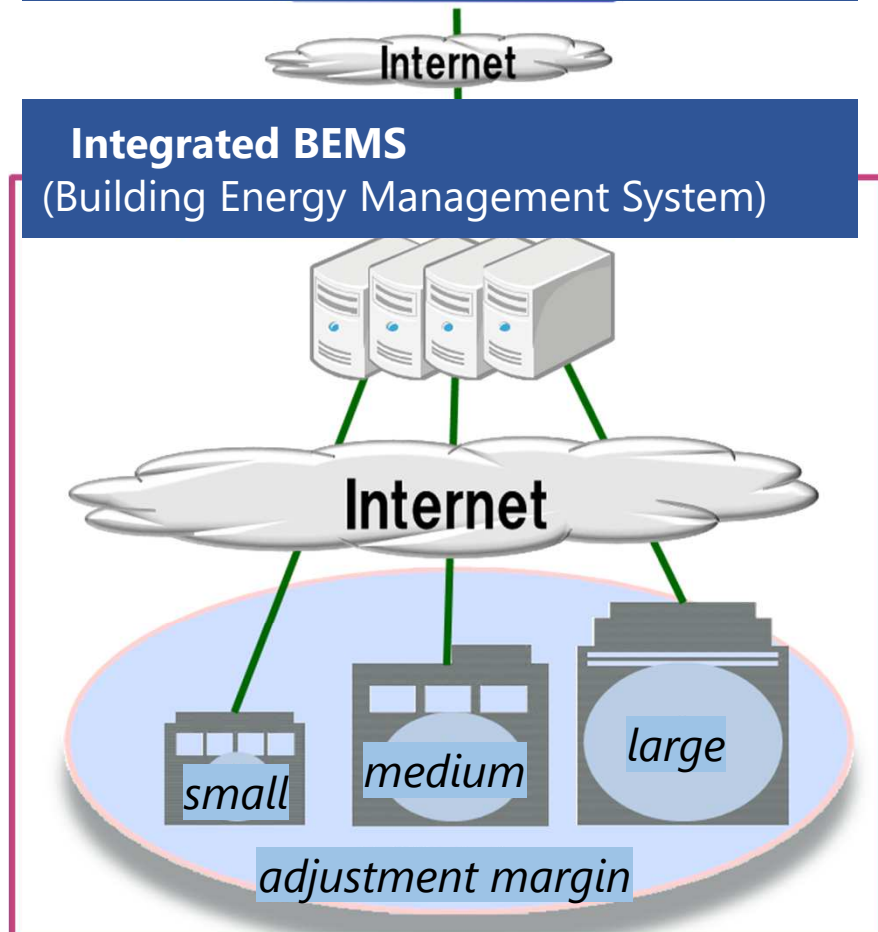 Internet
Integrated BEMS
(Building Energy Management System)
Internet
small
medium
large
adjustment margin